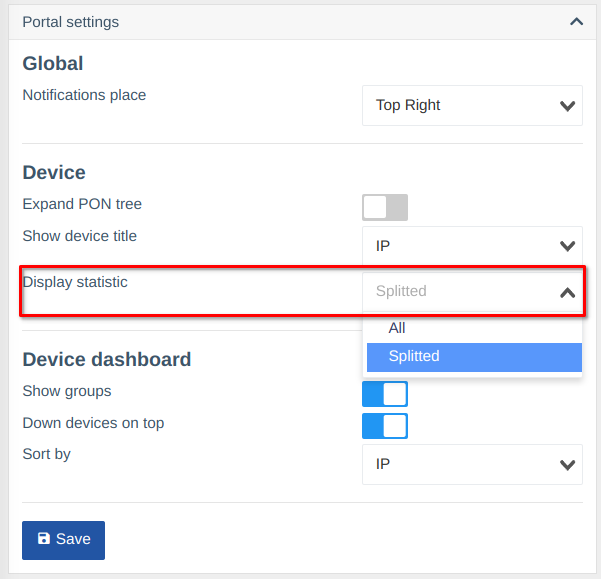 Portal settings
Global
Notifications place
Top Right
Device
Expand PON tree
Show device title
IP
Display statistic
Splitted
All
Splitted
Device dashboard
Show groups
Down devices on top
Sort by
IP
Save